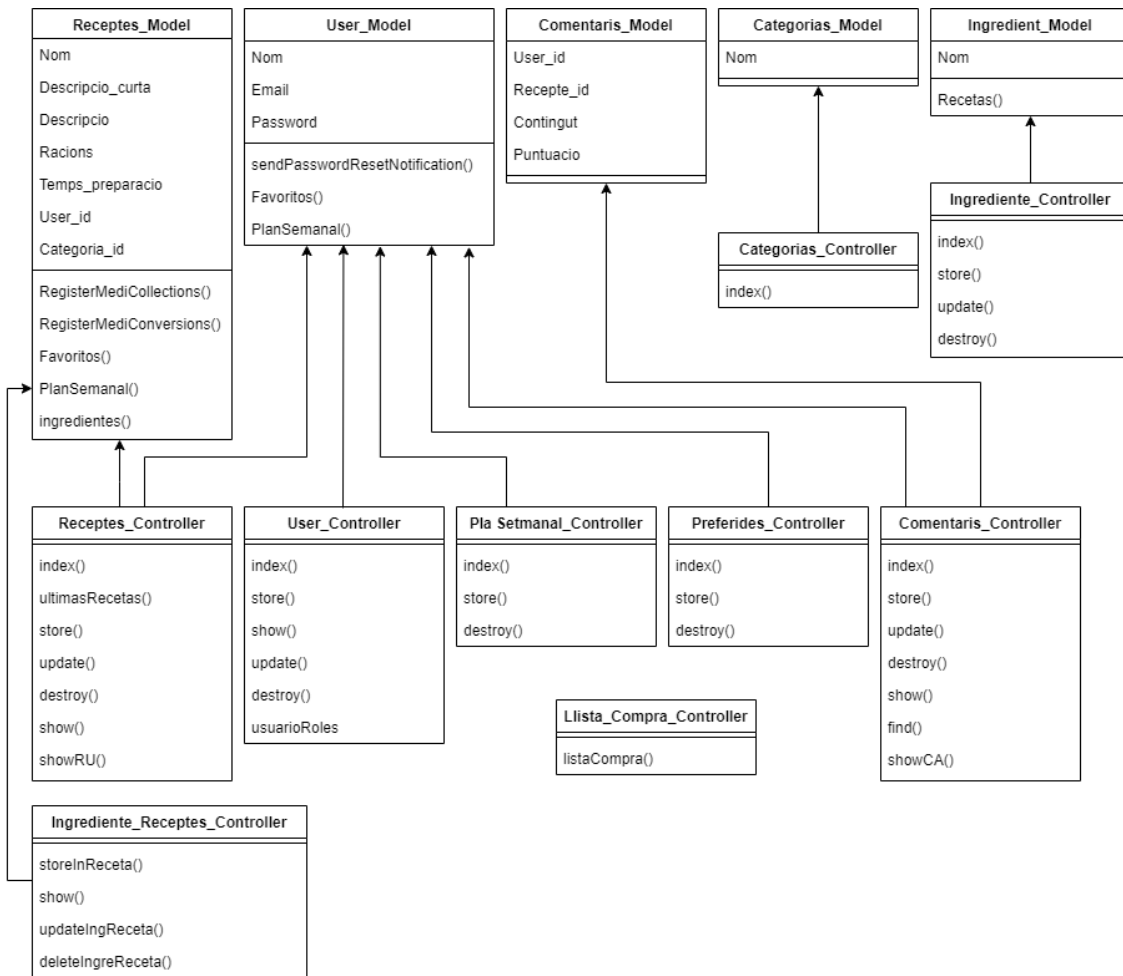 Receptes_Model
Nom
Descripcio_curta
Descripcio
Racions
Temps_preparacio
User_id
Categoria_id
RegisterMediCollections()
RegisterMediConversions()
Favoritos()
PlanSemanal()
ingredientes()
User_Model
Nom
Email
Password
sendPasswordResetNotification()
Favoritos()
PlanSemanal()
Comentaris_Model
User_id
Recepte_id
Contingut
Puntuacio
Categorias_Model
Nom
Ingredient_Model
Nom
Recetas()
Categorias_Controller
index()
Ingrediente_Controller
index()
store()
update()
destroy()
Receptes_Controller
index()
ultimasRecetas()
store()
update()
destroy()
show()
showRU()
User_Controller
index()
store()
show()
update()
destroy()
usuarioRoles
Pla Setmanal_Controller
index()
store()
destroy()
Preferides_Controller
index()
store()
destroy()
Comentaris_Controller
index()
store()
update()
destroy()
show()
find()
showCA()
Llista_Compra_Controller
listaCompra()
Ingrediente_Receptes_Controller
storeInReceta()
show()
updateIngReceta()
deleteIngreReceta()